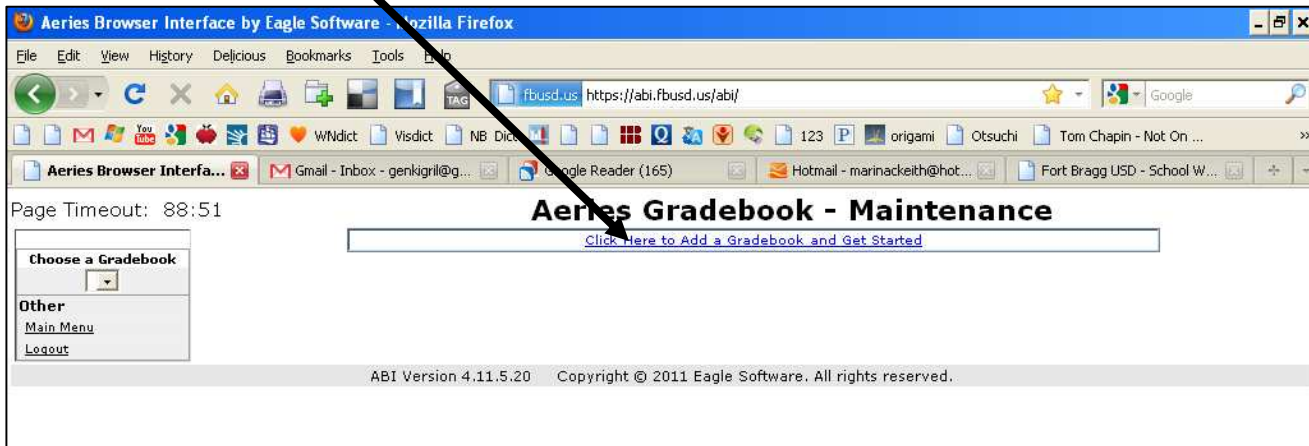 Aeries Browser Interface by Eagle Software - Mozilla Firefox
File Edit View History Delicious Bookmarks Tools
TAG fbusd.us https://abi.fbusd.us/abi/ Google
You Tube WNdict Visdict NB 123 origami Otsuchi Tom Chapin - Not On ... »
Aeries Browser Interfa... Gmail - Inbox - genkigril@g... Google Reader (165) Hotmail - marinackeith@hot... Fort Bragg USD - School W...
Page Timeout: 88:51
Aeries Gradebook - Maintenance
Click Here to Add a Gradebook and Get Started
Choose a Gradebook
Other
Main Menu
Logout
ABI Version 4.11.5.20 Copyright © 2011 Eagle Software. All rights reserved.